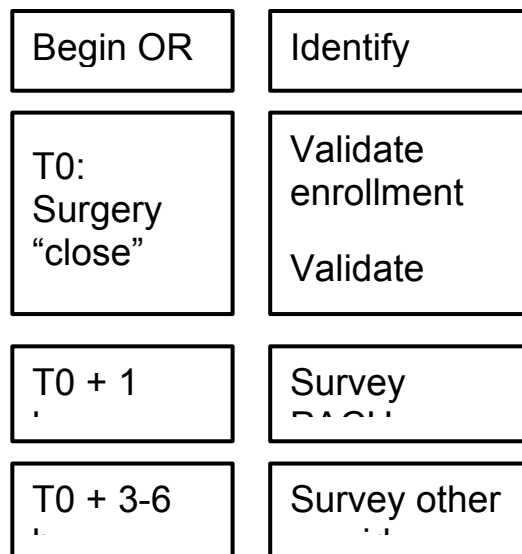 Begin OR
Identify
T0:
Surgery
“close”
Validate
enrollment
Validate
T0 + 1
Survey
T0 + 3-6
Survey other